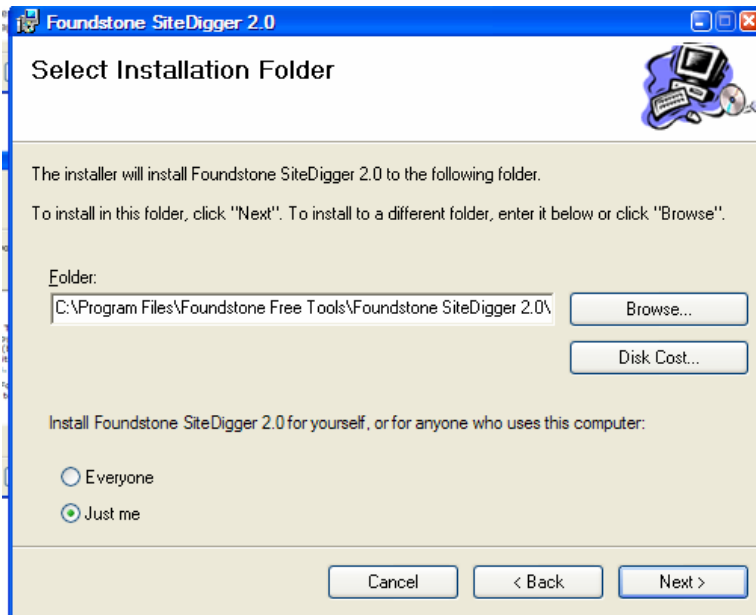 Foundstone SiteDigger 2.0
Select Installation Folder
The installer will install Foundstone SiteDigger 2.0 to the following folder.
To install in this folder, click "Next". To install to a different folder, enter it below or click "Browse".
Folder:
C:\Program Files\Foundstone Free Tools\Foundstone SiteDigger 2.0\
Browse...
Disk Cost...
Install Foundstone SiteDigger 2.0 for yourself, or for anyone who uses this computer:
Everyone
Just me
Cancel
< Back
Next >